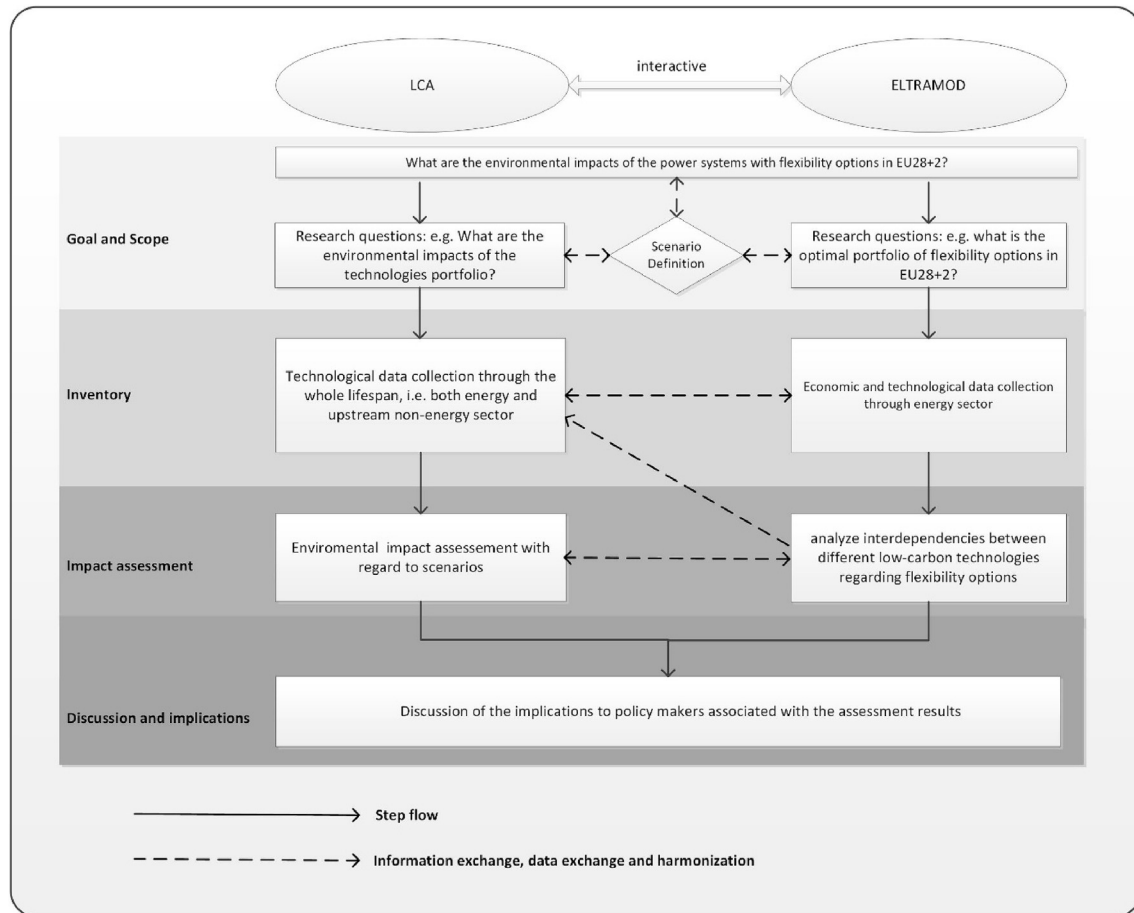 interactive
LCA
ELTRAMOD
What are the environmental impacts of the power systems with flexibility options in EU28+2?
Goal and Scope
Research questions: e.g. What are the
environmental impacts of the
technologies portfolio?
Scenario
Definition
Research questions: e.g. what is the
optimal portfolio of flexibility options in
EU28+2?
Inventory
Technological data collection through the
whole lifespan, i.e. both energy and
upstream non-energy sector
Economic and technological data collection
through energy sector
Impact assessment
Enviromental impact assessement with
regard to scenarios
analyze interdependencies between
different low-carbon technologies
regarding flexibility options
Discussion and implications
Discussion of the implications to policy makers associated with the assessment results
Step flow
Information exchange, data exchange and harmonization